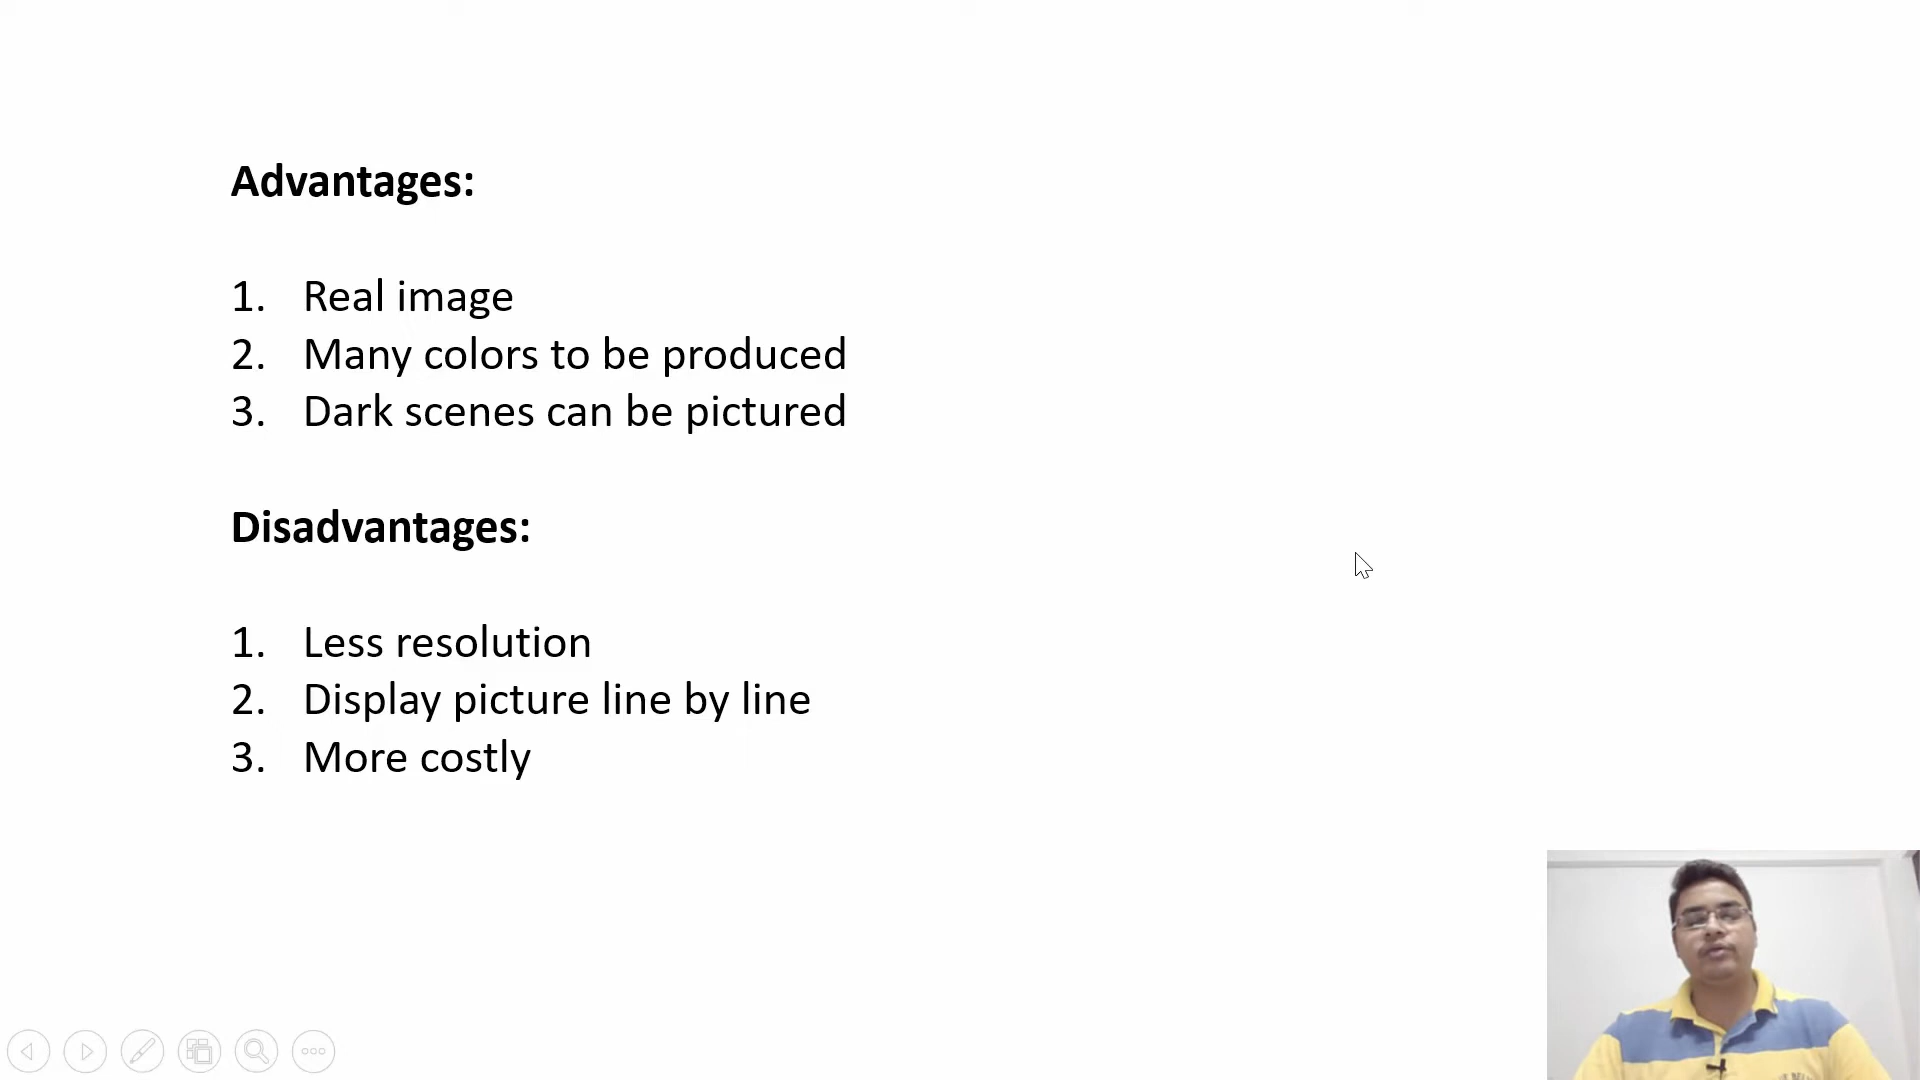 Advantages:
1. Real image
2. Many colors to be produced
3. Dark scenes can be pictured
Disadvantages:
1. Less resolution
2. Display picture line by line
3. More costly